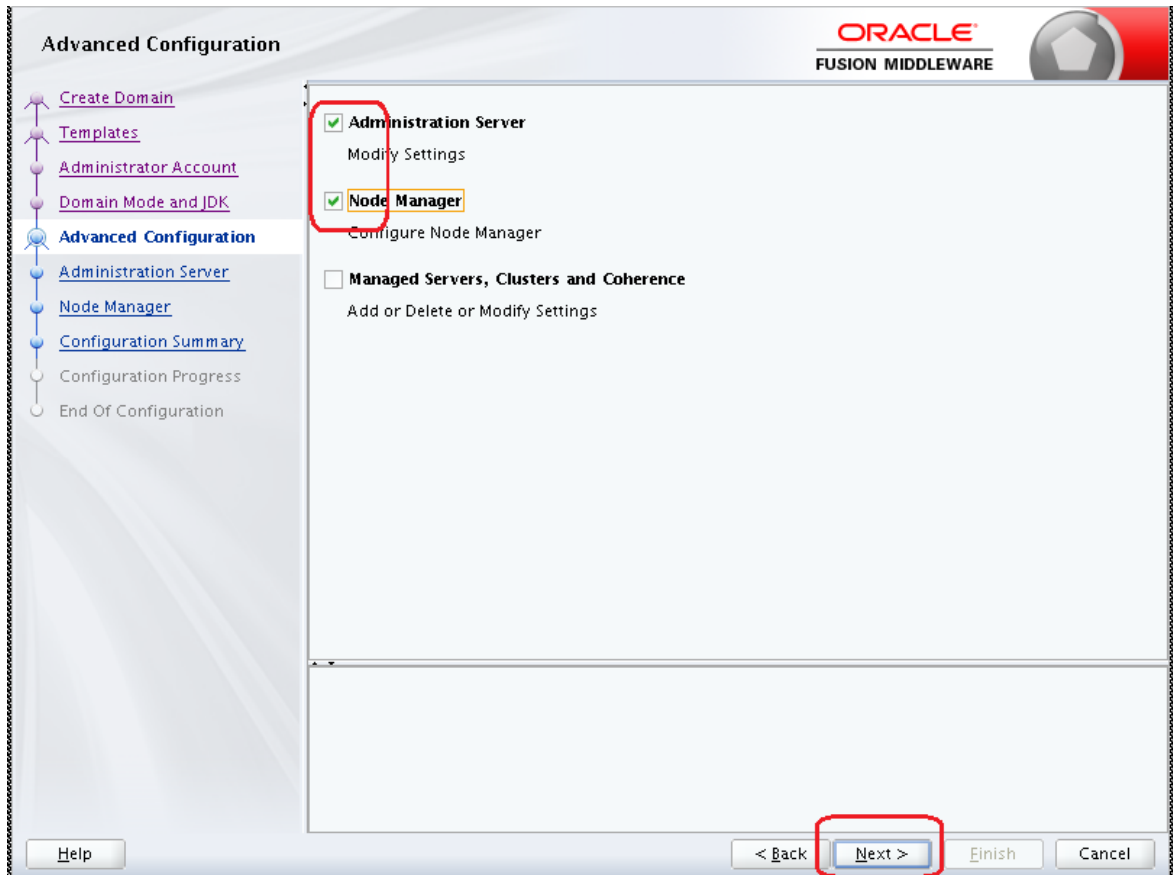 Advanced Configuration
ORACLE
FUSION MIDDLEWARE
Create Domain
Templates
Administrator Account
Domain Mode and JDK
Advanced Configuration
Administration Server
Node Manager
Configuration Summary
Configuration Progress
End Of Configuration
Administration Server
Modify Settings
Node Manager
Configure Node Manager
Managed Servers, Clusters and Coherence
Add or Delete or Modify Settings
Help
< Back
Next >
Finish
Cancel